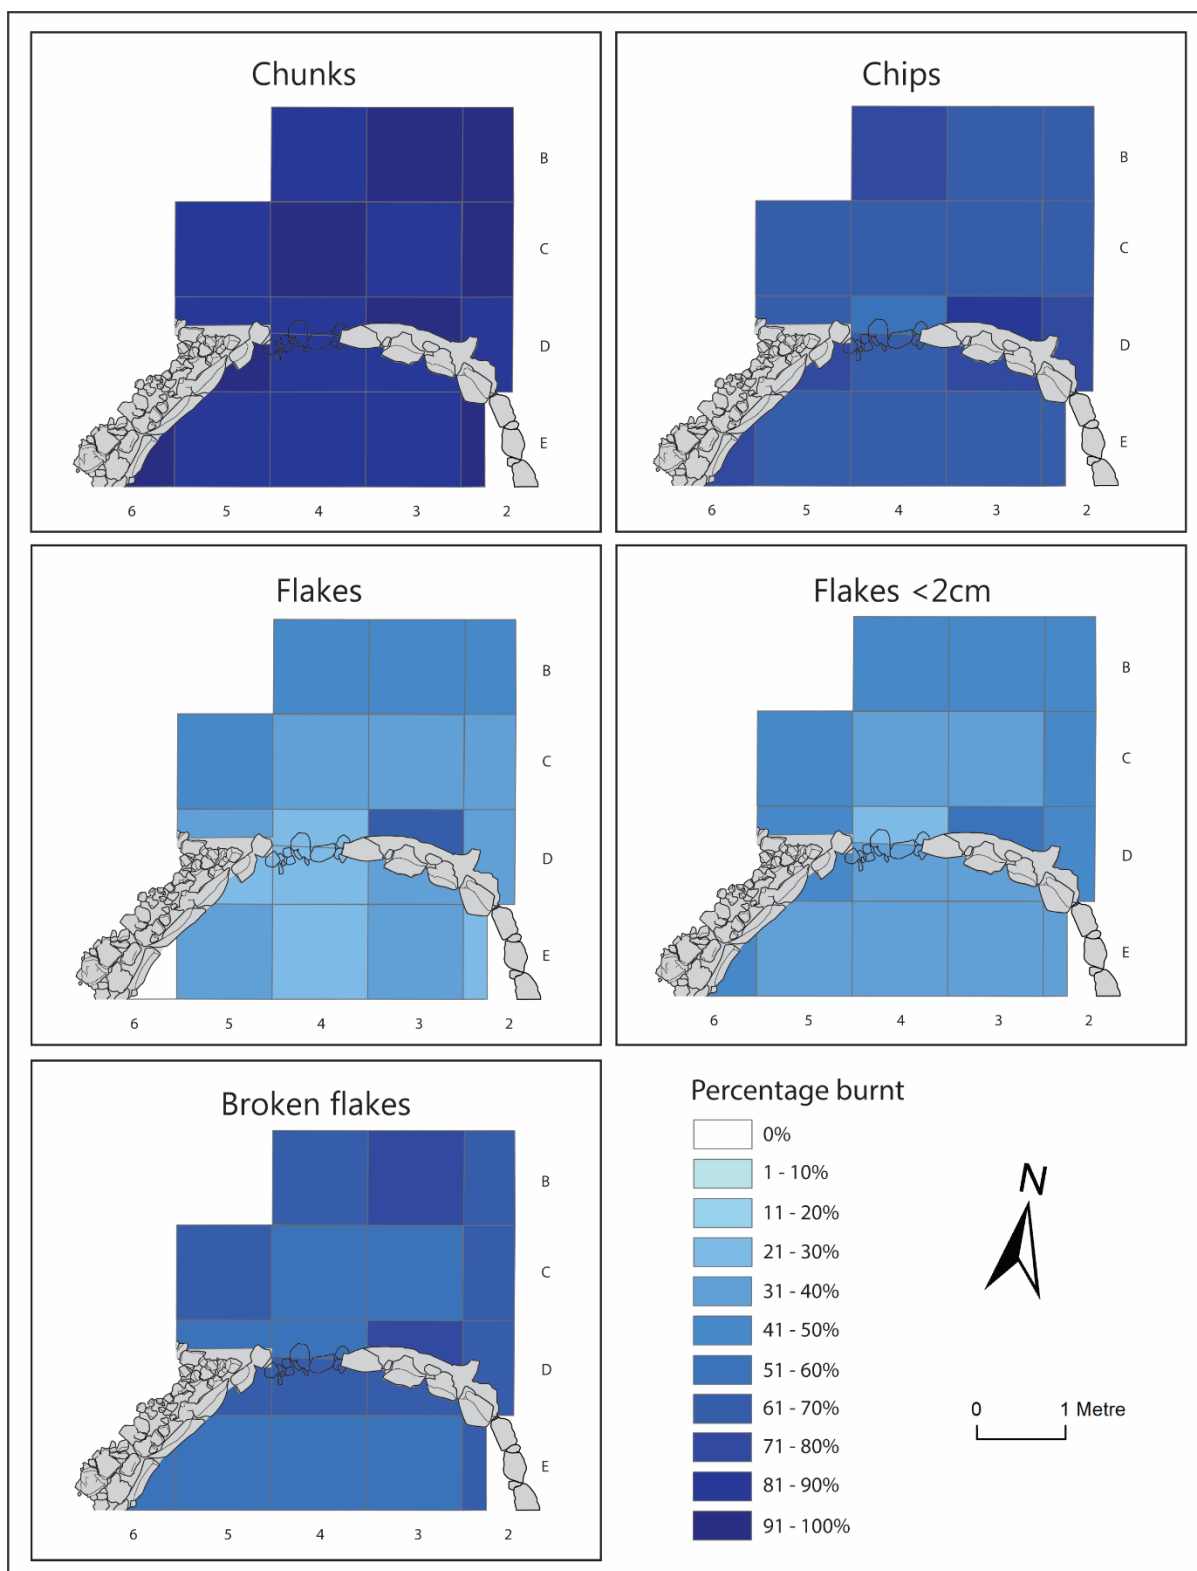 Chunks
B
C
D
E
6 5 4 3 2
Chips
B
C
D
E
6 5 4 3 2
Flakes
B
C
D
E
6 5 4 3 2
Flakes <2cm
B
C
D
E
6 5 4 3 2
Broken flakes
B
C
D
E
6 5 4 3 2
Percentage burnt
0%
1 - 10%
11 - 20%
21 - 30%
31 - 40%
41 - 50%
51 - 60%
61 - 70%
71 - 80%
81 - 90%
91 - 100%
N
0 1 Metre